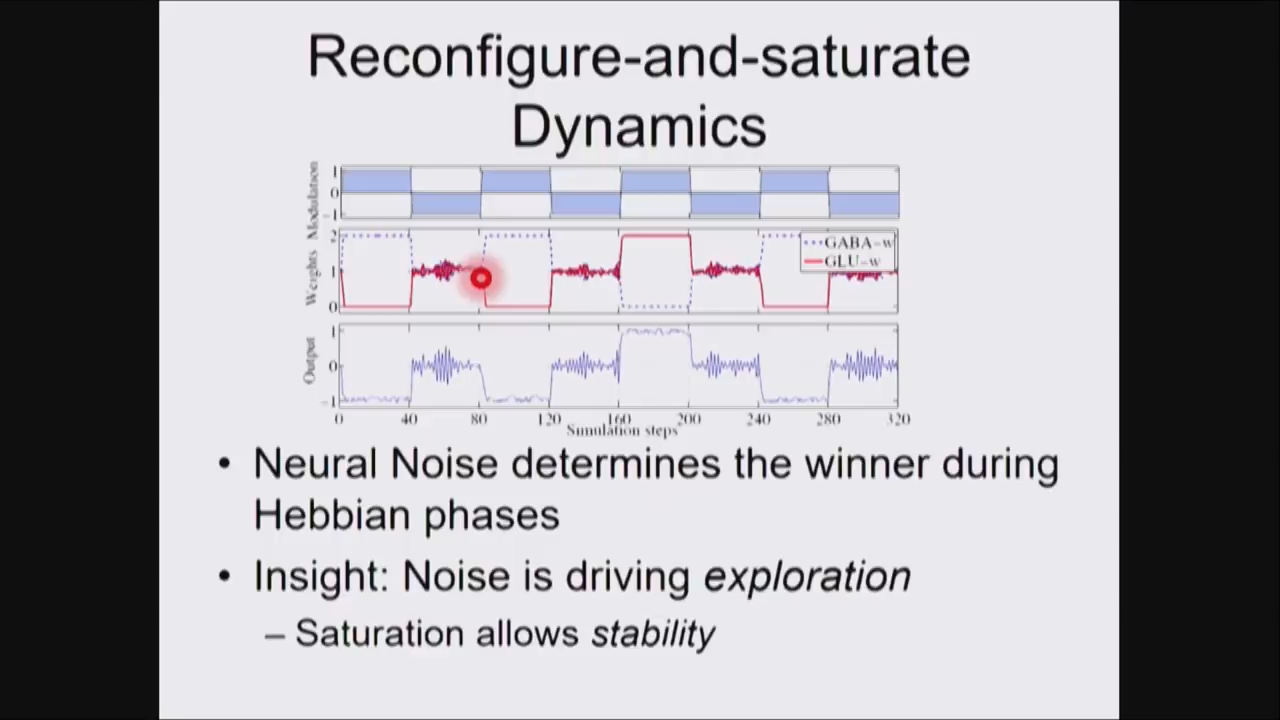 Reconfigure-and-saturate
Dynamics
Modulation
1
0
-1
Weights
2
1
0
GABA-w
GLU-w
Output
1
0
-1
0 40 80 120 160 200 240 280 320
Simulation steps
• Neural Noise determines the winner during
Hebbian phases
• Insight: Noise is driving exploration
– Saturation allows stability